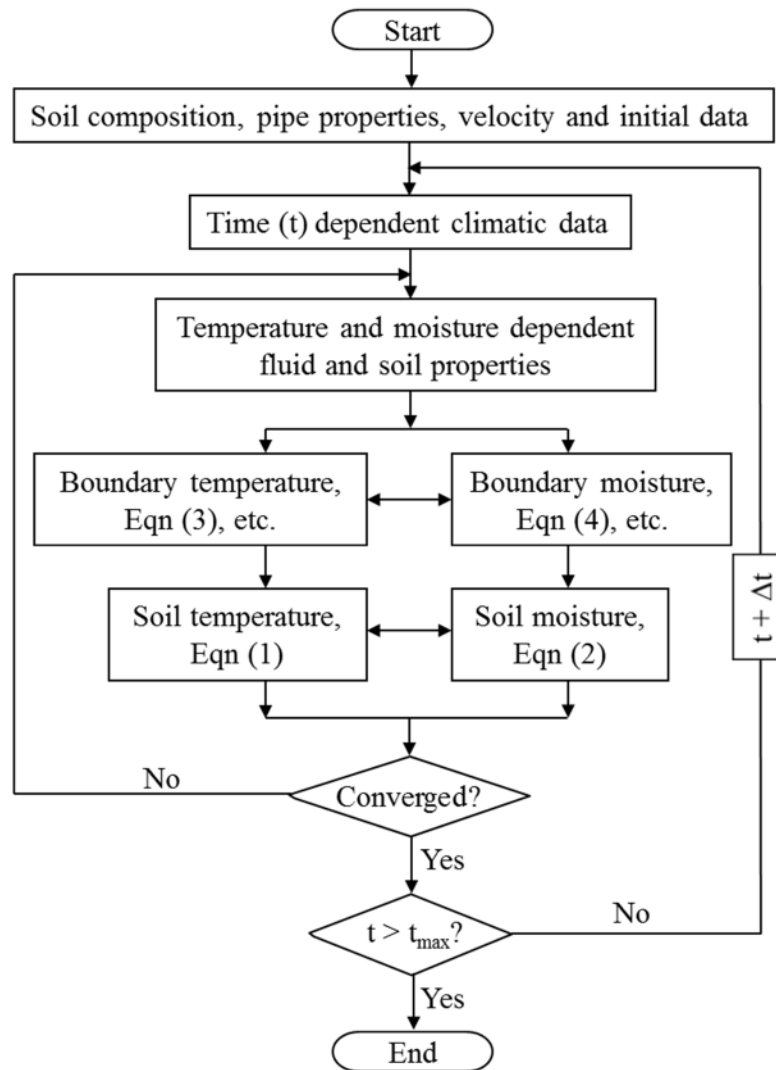 Start
Soil composition, pipe properties, velocity and initial data
Time (t) dependent climatic data
Temperature and moisture dependent
fluid and soil properties
Boundary temperature,
Eqn (3), etc.
Boundary moisture,
Eqn (4), etc.
Soil temperature,
Eqn (1)
Soil moisture,
Eqn (2)
t + Δt
No
Converged?
Yes
t > tmax?
No
Yes
End